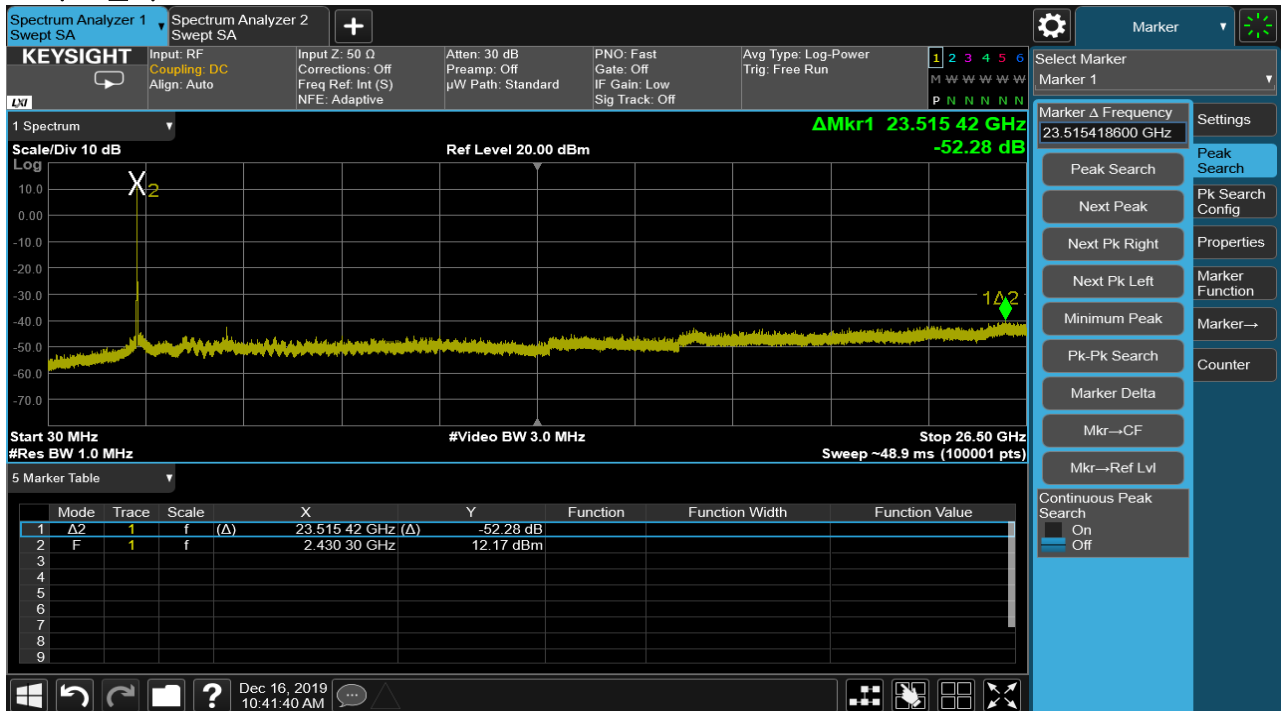 Spectrum Analyzer 1
Swept SA
Spectrum Analyzer 2
Swept SA
Marker
KEYSIGHT
LXI
Input: RF
Coupling: DC
Align: Auto
Input Z: 50 Ω
Corrections: Off
Freq Ref: Int (S)
NFE: Adaptive
Atten: 30 dB
Preamp: Off
µW Path: Standard
PNO: Fast
Gate: Off
IF Gain: Low
Sig Track: Off
Avg Type: Log-Power
Trig: Free Run
1 2 3 4 5 6
M W W W W W
P N N N N N
Select Marker
Marker 1
1 Spectrum
Scale/Div 10 dB
Ref Level 20.00 dBm
ΔMkr1 23.515 42 GHz
-52.28 dB
Log
10.0
0.00
-10.0
-20.0
-30.0
-40.0
-50.0
-60.0
-70.0
X2
1Δ2
Start 30 MHz
#Res BW 1.0 MHz
#Video BW 3.0 MHz
Stop 26.50 GHz
Sweep ~48.9 ms (100001 pts)
Marker Δ Frequency
23.515418600 GHz
Peak Search
Next Peak
Next Pk Right
Next Pk Left
Minimum Peak
Pk-Pk Search
Marker Delta
Mkr→CF
Mkr→Ref Lvl
Continuous Peak
Search
On
Off
Settings
Peak
Search
Pk Search
Config
Properties
Marker
Function
Marker→
Counter
5 Marker Table
Mode Trace Scale X Y Function Function Width Function Value
1 Δ2 1 f (Δ) 23.515 42 GHz (Δ) -52.28 dB
2 F 1 f 2.430 30 GHz 12.17 dBm
3
4
5
6
7
8
9
?
Dec 16, 2019
10:41:40 AM